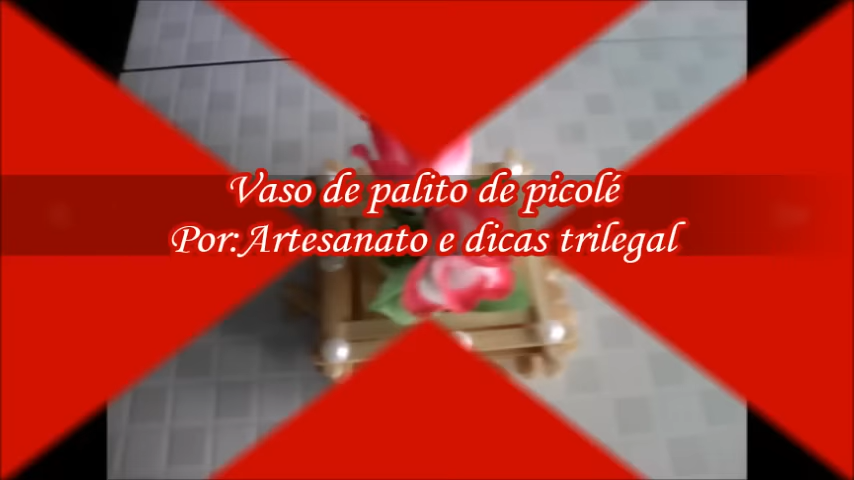 Vaso de palito de picolé
Por:Artesanato e dicas trilegal